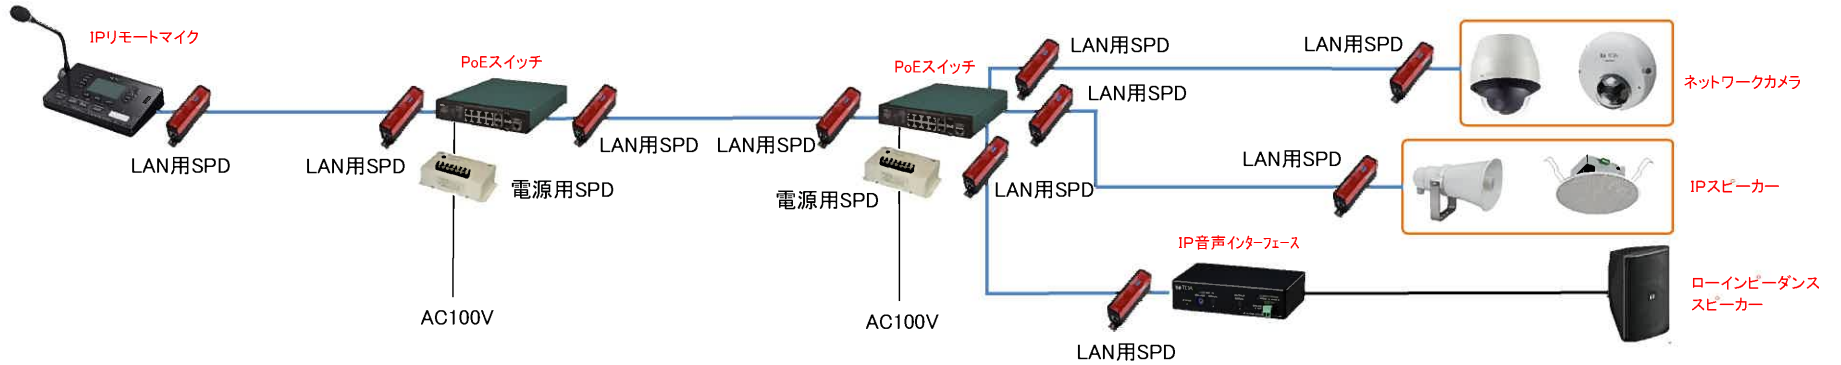 IPリモートマイク
LAN用SPD
LAN用SPD
PoEスイッチ
LAN用SPD
電源用SPD
AC100V
LAN用SPD
PoEスイッチ
電源用SPD
AC100V
LAN用SPD
LAN用SPD
LAN用SPD
LAN用SPD
ネットワークカメラ
LAN用SPD
IPスピーカー
IP音声インターフェース
LAN用SPD
TOA
ローインピーダンス
スピーカー